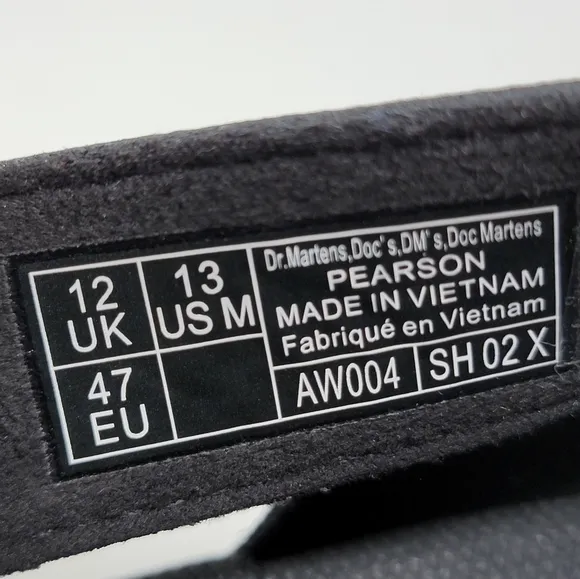 12
UK
13
US M
47
EU
Dr.Martens,Doc's,DM's,Doc Martens
PEARSON
MADE IN VIETNAM
Fabriqué en Vietnam
AW004
SH 02 X